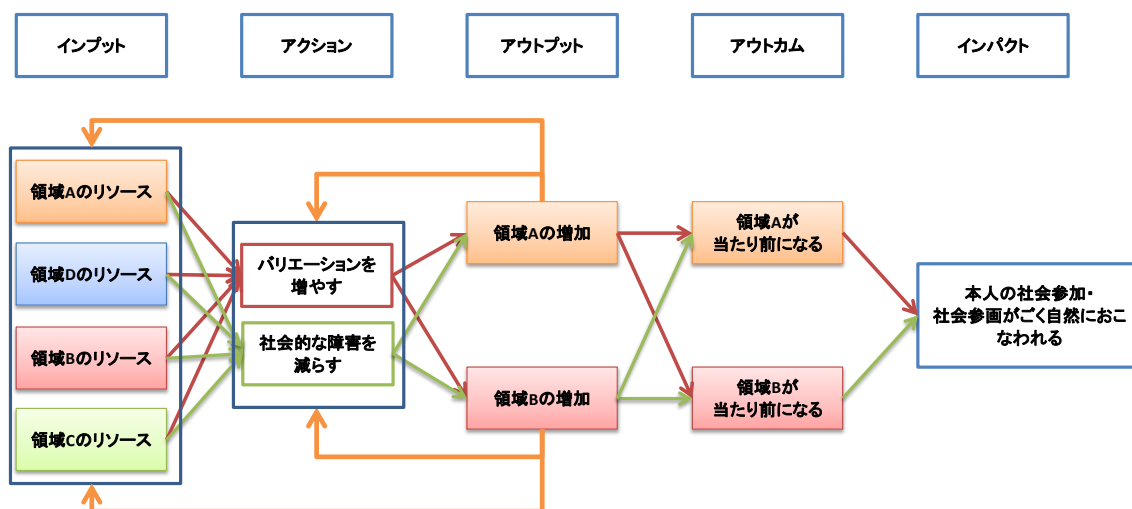 インプット
アクション
アウトプット
アウトカム
インパクト
領域Aのリソース
領域Dのリソース
領域Bのリソース
領域Cのリソース
バリエーションを
増やす
社会的な障害を
減らす
領域Aの増加
領域Bの増加
領域Aが
当たり前になる
領域Bが
当たり前になる
本人の社会参加・
社会参画がごく自然におこ
なわれる